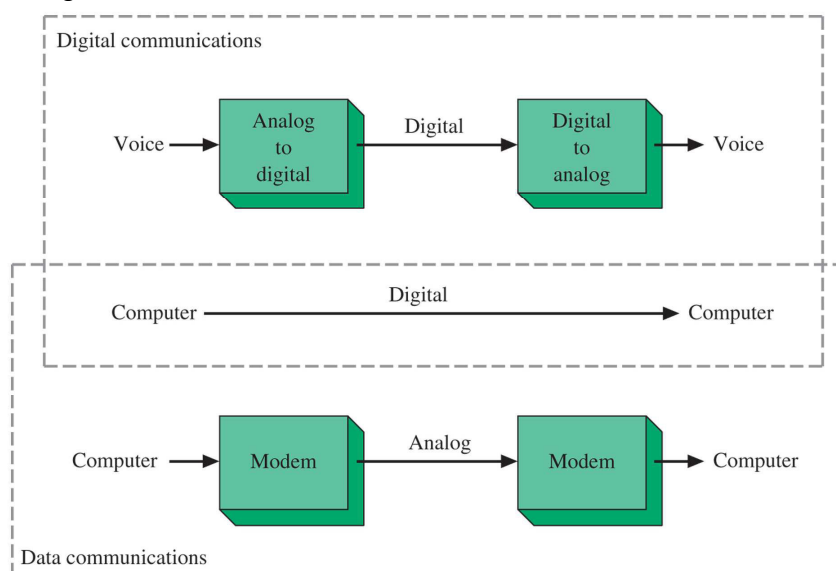 Digital communications
Voice
Analog
to
digital
Digital
Digital
to
analog
Voice
Computer
Digital
Computer
Computer
Modem
Analog
Modem
Computer
Data communications